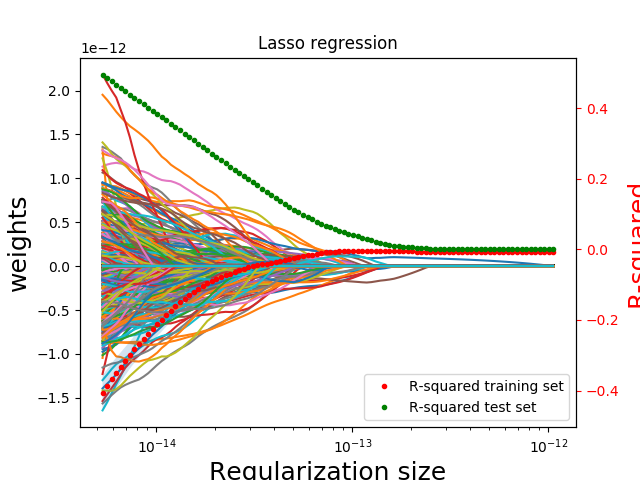 Lasso regression
1e−12
2.0
1.5
1.0
0.5
0.0
−0.5
−1.0
−1.5
weights
0.4
0.2
0.0
−0.2
−0.4
R-squared
R-squared training set
R-squared test set
10⁻¹⁴
10⁻¹³
10⁻¹²
Regularization size